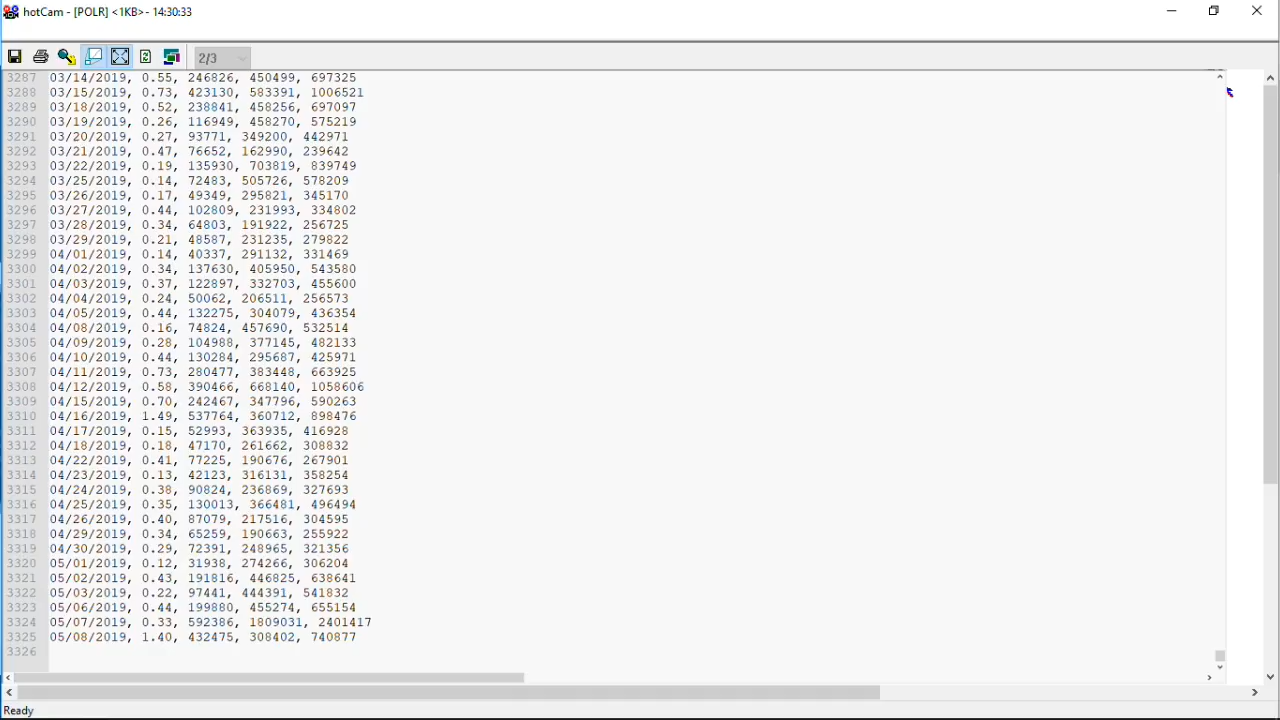 hotCam - [POLR] <1KB>- 14:30:33
2/3
3287 03/14/2019, 0.55, 246826, 450499, 697325
3288 03/15/2019, 0.73, 423130, 583391, 1006521
3289 03/18/2019, 0.52, 238841, 458256, 697097
3290 03/19/2019, 0.26, 116949, 458270, 575219
3291 03/20/2019, 0.27, 93771, 349200, 442971
3292 03/21/2019, 0.47, 76652, 162990, 239642
3293 03/22/2019, 0.19, 135930, 703819, 839749
3294 03/25/2019, 0.14, 72483, 505726, 578209
3295 03/26/2019, 0.17, 49349, 295821, 345170
3296 03/27/2019, 0.44, 102809, 231993, 334802
3297 03/28/2019, 0.34, 64803, 191922, 256725
3298 03/29/2019, 0.21, 48587, 231235, 279822
3299 04/01/2019, 0.14, 40337, 291132, 331469
3300 04/02/2019, 0.34, 137630, 405950, 543580
3301 04/03/2019, 0.37, 122897, 332703, 455600
3302 04/04/2019, 0.24, 50062, 206511, 256573
3303 04/05/2019, 0.44, 132275, 304079, 436354
3304 04/08/2019, 0.16, 74824, 457690, 532514
3305 04/09/2019, 0.28, 104988, 377145, 482133
3306 04/10/2019, 0.44, 130284, 295687, 425971
3307 04/11/2019, 0.73, 280477, 383448, 663925
3308 04/12/2019, 0.58, 390466, 668140, 1058606
3309 04/15/2019, 0.70, 242467, 347796, 590263
3310 04/16/2019, 1.49, 537764, 360712, 898476
3311 04/17/2019, 0.15, 52993, 363935, 416928
3312 04/18/2019, 0.18, 47170, 261662, 308832
3313 04/22/2019, 0.41, 77225, 190676, 267901
3314 04/23/2019, 0.13, 42123, 316131, 358254
3315 04/24/2019, 0.38, 90824, 236869, 327693
3316 04/25/2019, 0.35, 130013, 366481, 496494
3317 04/26/2019, 0.40, 87079, 217516, 304595
3318 04/29/2019, 0.34, 65259, 190663, 255922
3319 04/30/2019, 0.29, 72391, 248965, 321356
3320 05/01/2019, 0.12, 31938, 274266, 306204
3321 05/02/2019, 0.43, 191816, 446825, 638641
3322 05/03/2019, 0.22, 97441, 444391, 541832
3323 05/06/2019, 0.44, 199880, 455274, 655154
3324 05/07/2019, 0.33, 592386, 1809031, 2401417
3325 05/08/2019, 1.40, 432475, 308402, 740877
3326
Ready